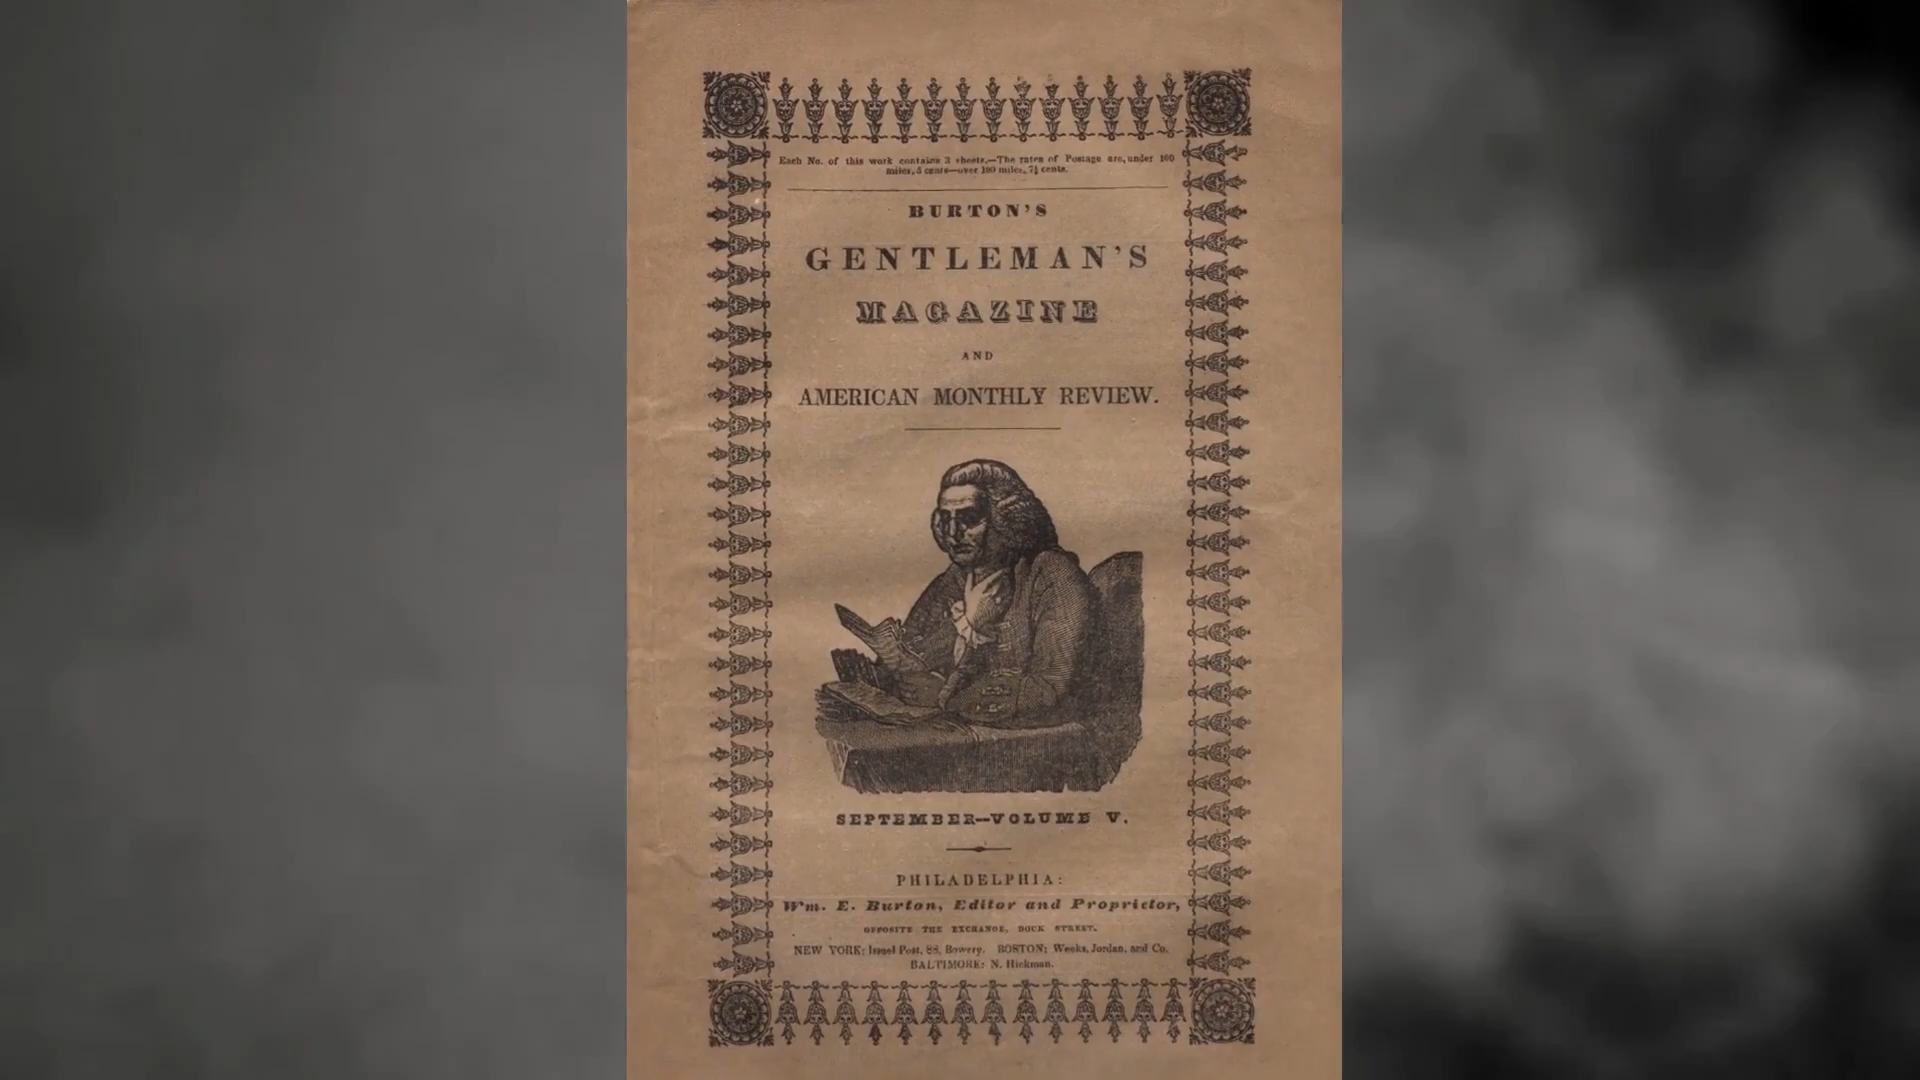 Each No. of this work contains 3 sheets.—The rates of Postage are, under 100
miles, 5 cents—over 100 miles, 7½ cents.
BURTON'S
GENTLEMAN'S
MAGAZINE
AND
AMERICAN MONTHLY REVIEW.
SEPTEMBER—VOLUME V.
PHILADELPHIA:
Wm. E. Burton, Editor and Proprietor,
OPPOSITE THE EXCHANGE, DOCK STREET.
NEW YORK: Israel Post, 88, Bowery. BOSTON: Weeks, Jordan, and Co.
BALTIMORE: N. Hickman.